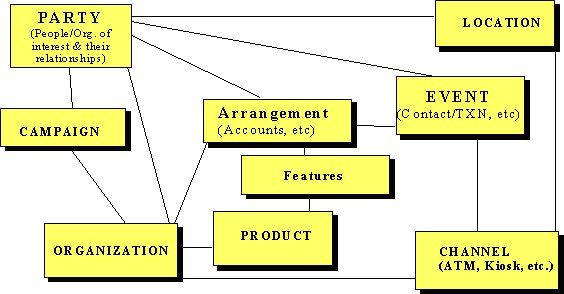 PARTY
(People/Org. of
interest & their
relationships)
LOCATION
EVENT
(Contact/TXN, etc)
Arrangement
(Accounts, etc)
CAMPAIGN
Features
PRODUCT
ORGANIZATION
CHANNEL
(ATM, Kiosk, etc.)